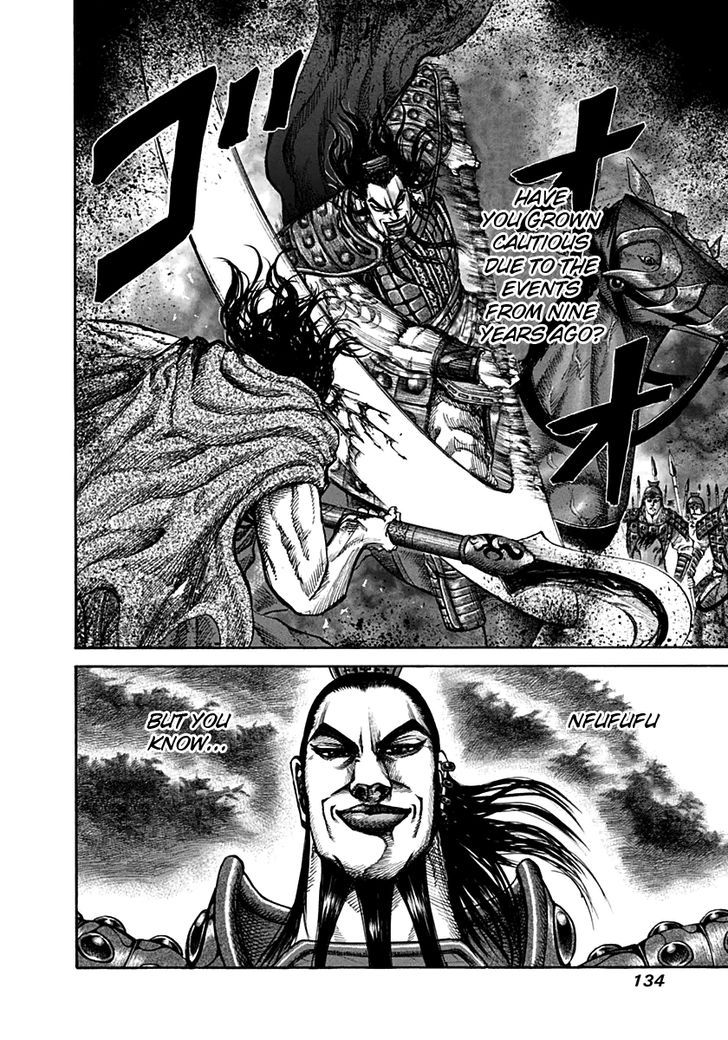 ゴ
オ
オ
HAVE
YOU GROWN
CAUTIOUS
DUE TO THE
EVENTS
FROM NINE
YEARS AGO?
NFUFUFU
BUT YOU
KNOW...
134